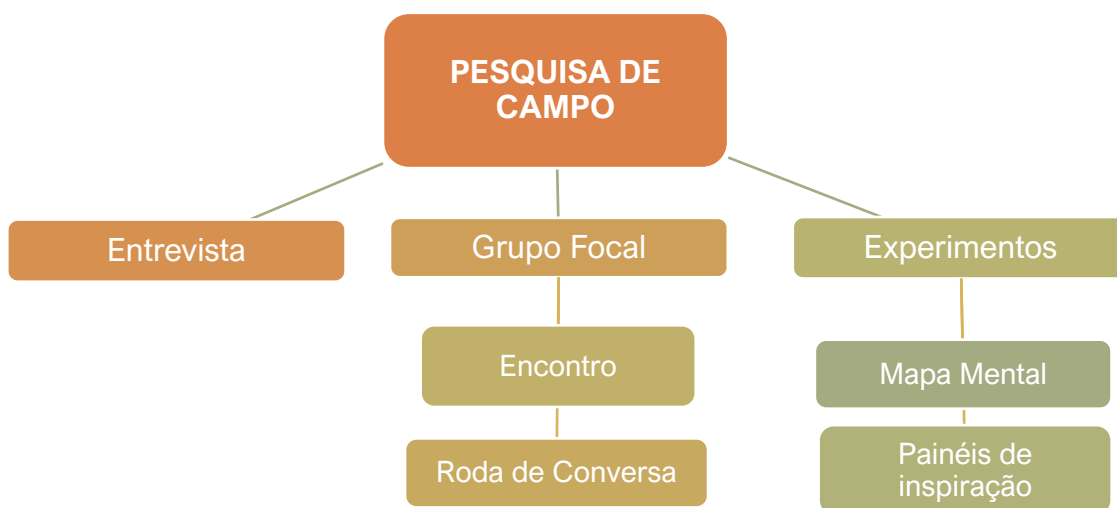 PESQUISA DE
CAMPO
Entrevista
Grupo Focal
Experimentos
Encontro
Mapa Mental
Roda de Conversa
Painéis de
inspiração